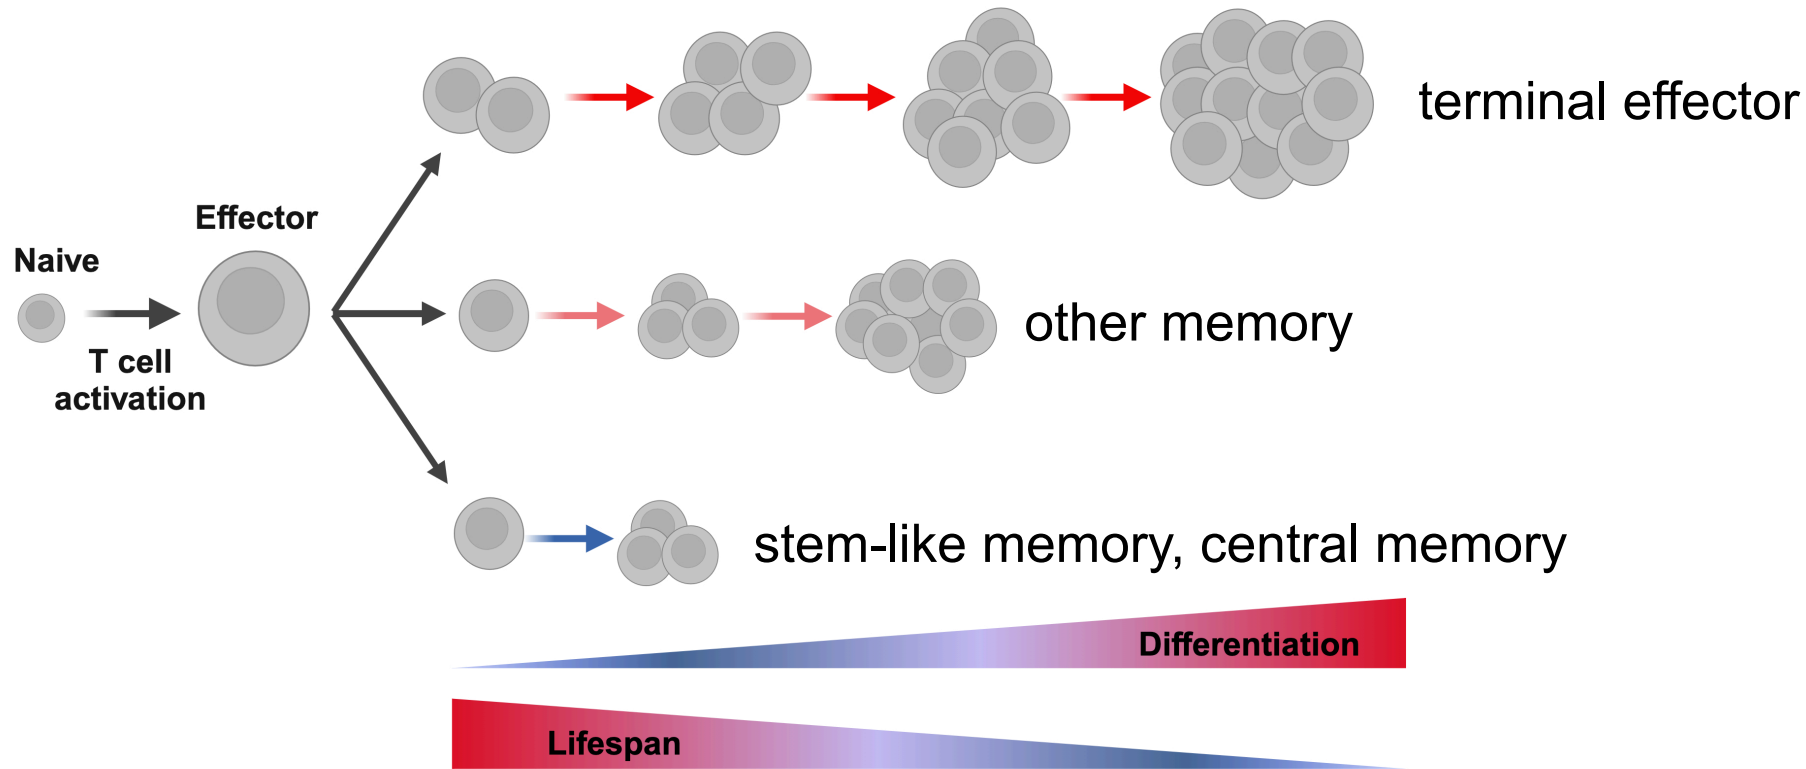 terminal effector
Effector
Naive
T cell
activation
other memory
stem-like memory, central memory
Differentiation
Lifespan